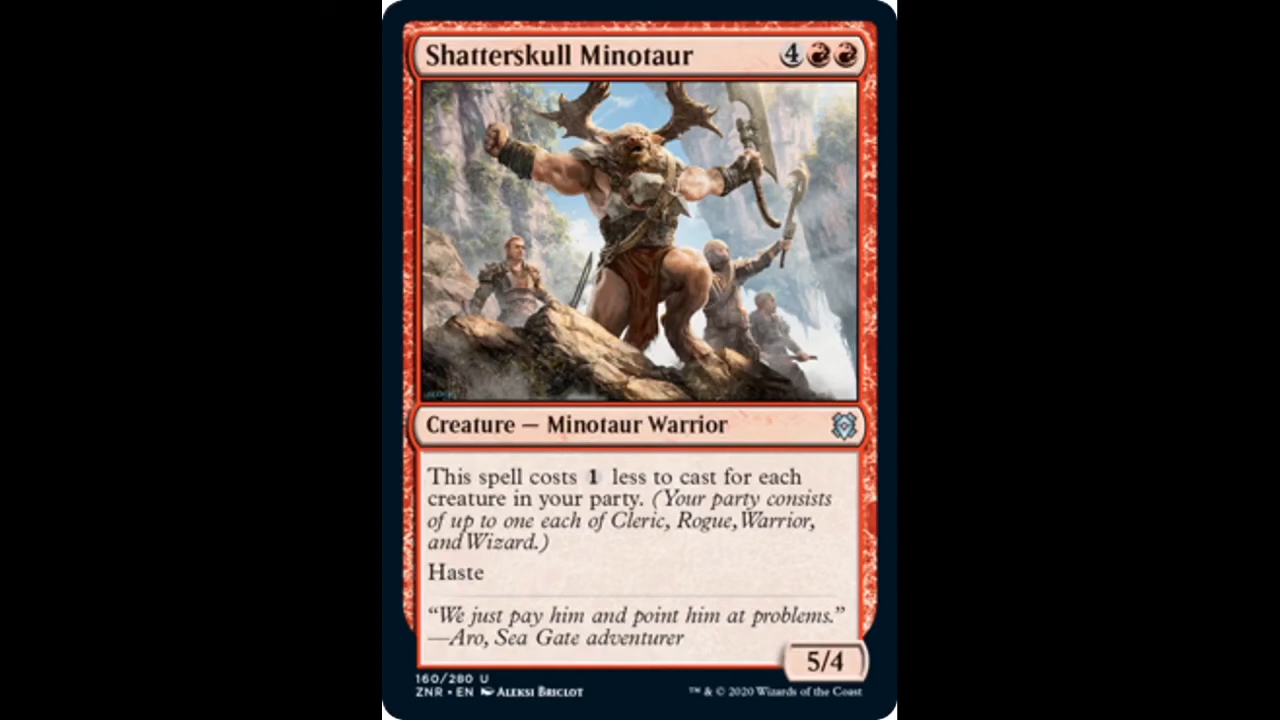 Shatterskull Minotaur 4
Creature — Minotaur Warrior
This spell costs 1 less to cast for each
creature in your party. (Your party consists
of up to one each of Cleric, Rogue, Warrior,
and Wizard.)
Haste
“We just pay him and point him at problems.”
—Aro, Sea Gate adventurer
5/4
160/280 U
ZNR • EN Aleksi Briclot
™ & © 2020 Wizards of the Coast